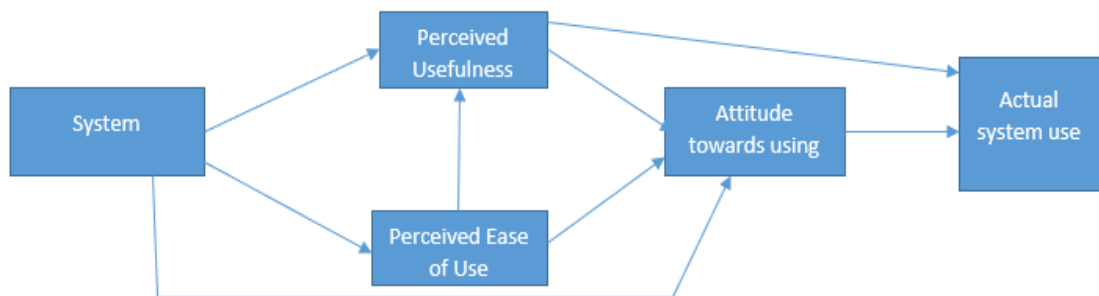 Perceived
Usefulness
System
Attitude
towards using
Actual
system use
Perceived Ease
of Use